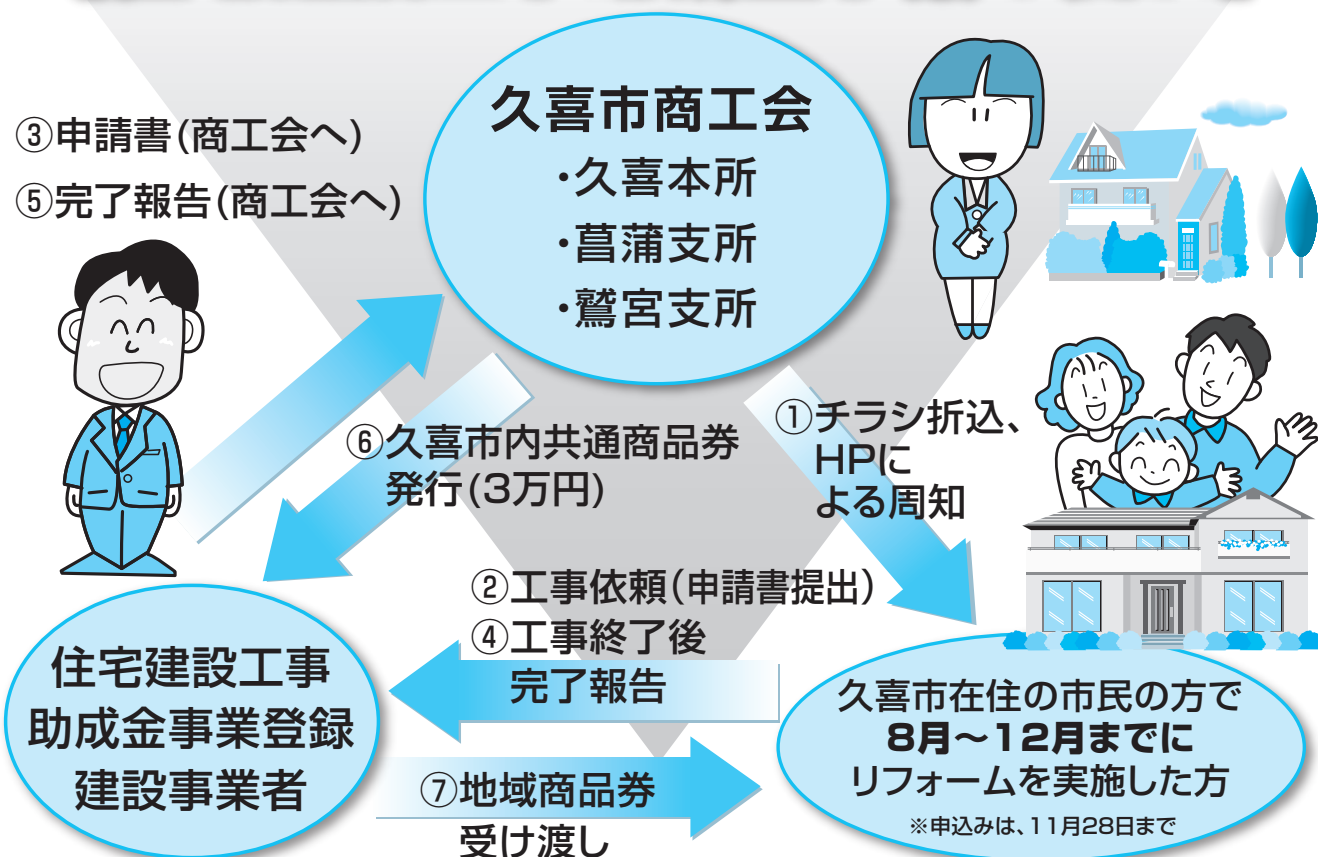 久喜市商工会
・久喜本所
・菖蒲支所
・鷲宮支所
③申請書(商工会へ)
⑤完了報告(商工会へ)
①チラシ折込、
HPに
よる周知
⑥久喜市内共通商品券
発行(3万円)
②工事依頼(申請書提出)
④工事終了後
完了報告
住宅建設工事
助成金事業登録
建設事業者
⑦地域商品券
受け渡し
久喜市在住の市民の方で
8月〜12月までに
リフォームを実施した方
※申込みは、11月28日まで